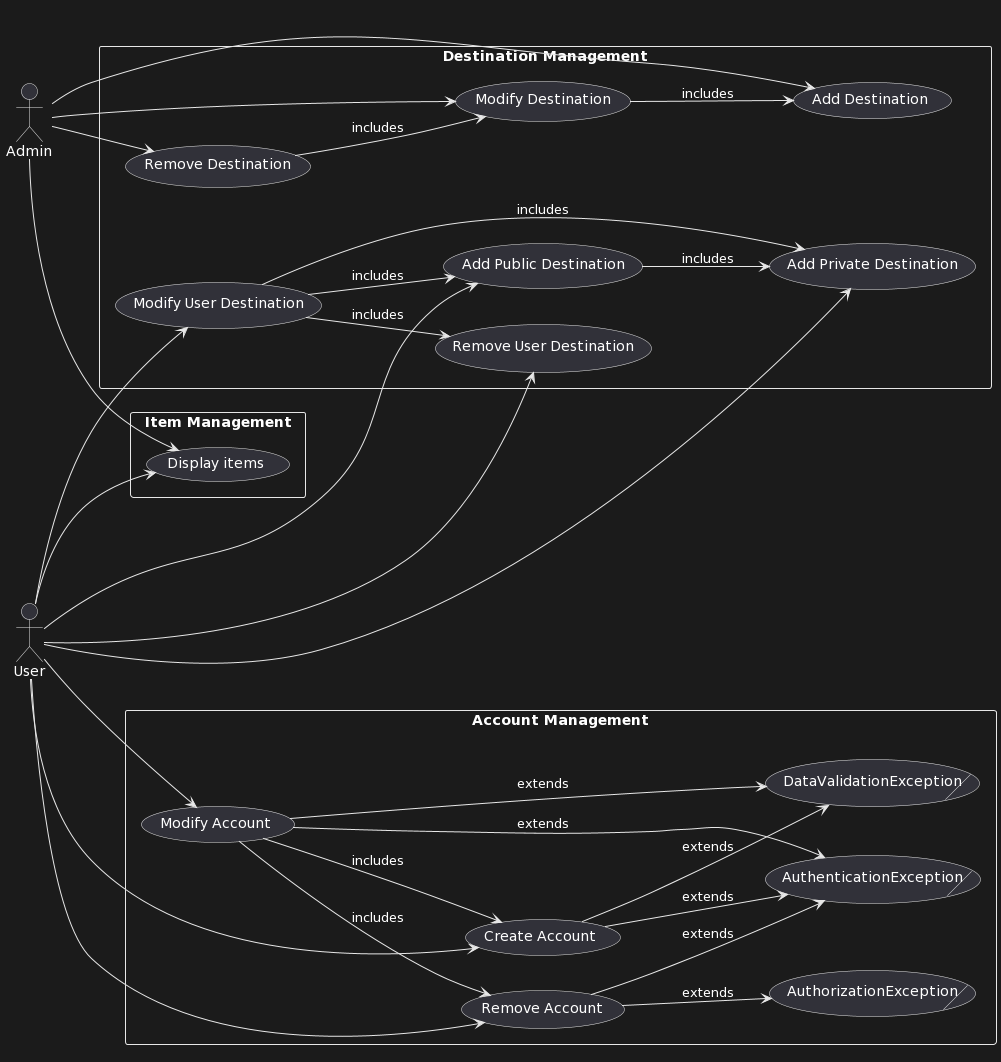 Destination Management
Modify Destination
includes
Add Destination
includes
Admin
Remove Destination
includes
Add Public Destination
includes
Add Private Destination
includes
Modify User Destination
includes
Remove User Destination
Item Management
Display items
User
Account Management
extends
DataValidationException
Modify Account
extends
extends
includes
AuthenticationException
extends
includes
Create Account
extends
extends
AuthorizationException
Remove Account